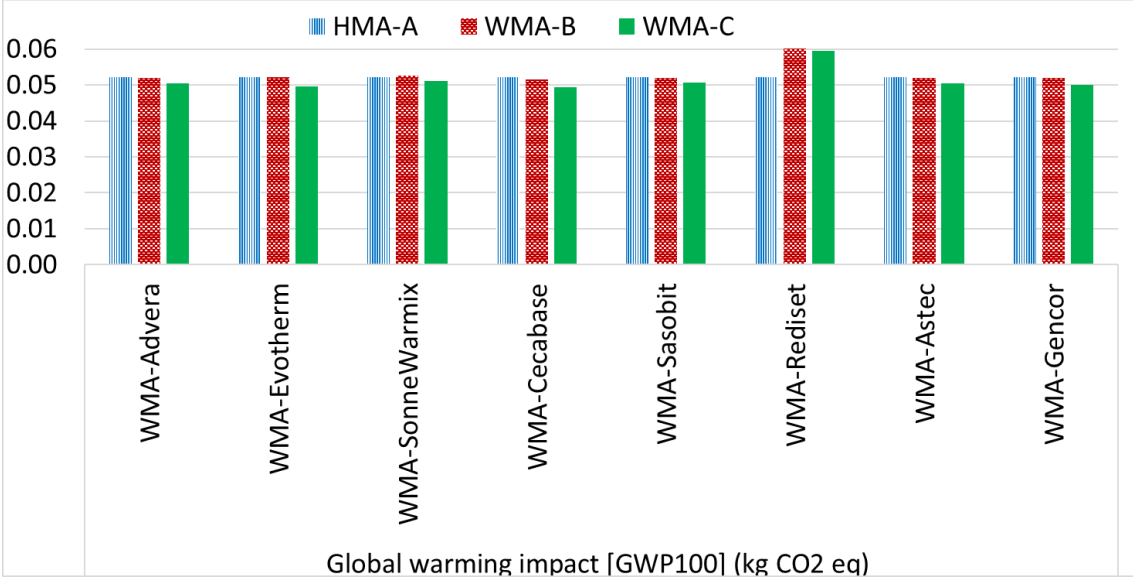 HMA-A WMA-B WMA-C
0.06
0.05
0.04
0.03
0.02
0.01
0.00
WMA-Advera
WMA-Evotherm
WMA-SonneWarmix
WMA-Cecabase
WMA-Sasobit
WMA-Rediset
WMA-Astec
WMA-Gencor
Global warming impact [GWP100] (kg CO2 eq)